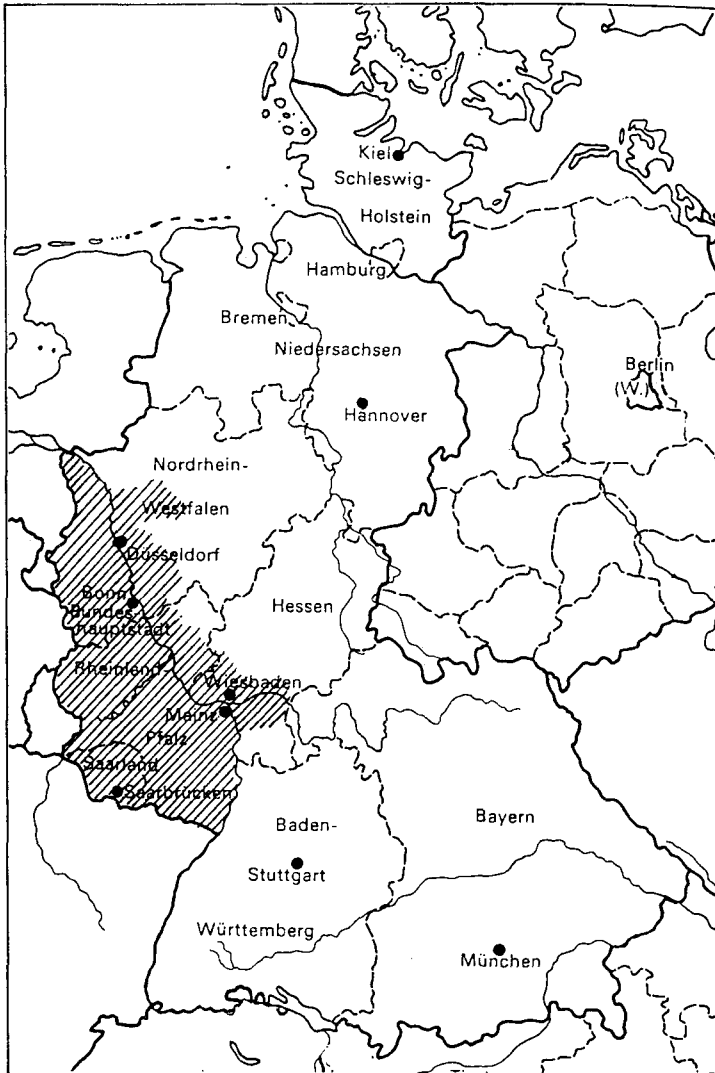 Kiel
Schleswig-
Holstein
Hamburg
Bremen
Niedersachsen
Berlin
(W.)
Hannover
Nordrhein-
Westfalen
Düsseldorf
Bonn
Bundes-
hauptstadt
Hessen
Rheinland-
Wiesbaden
Mainz
Pfalz
Saarland
Saarbrücken
Baden-
Bayern
Stuttgart
Württemberg
München